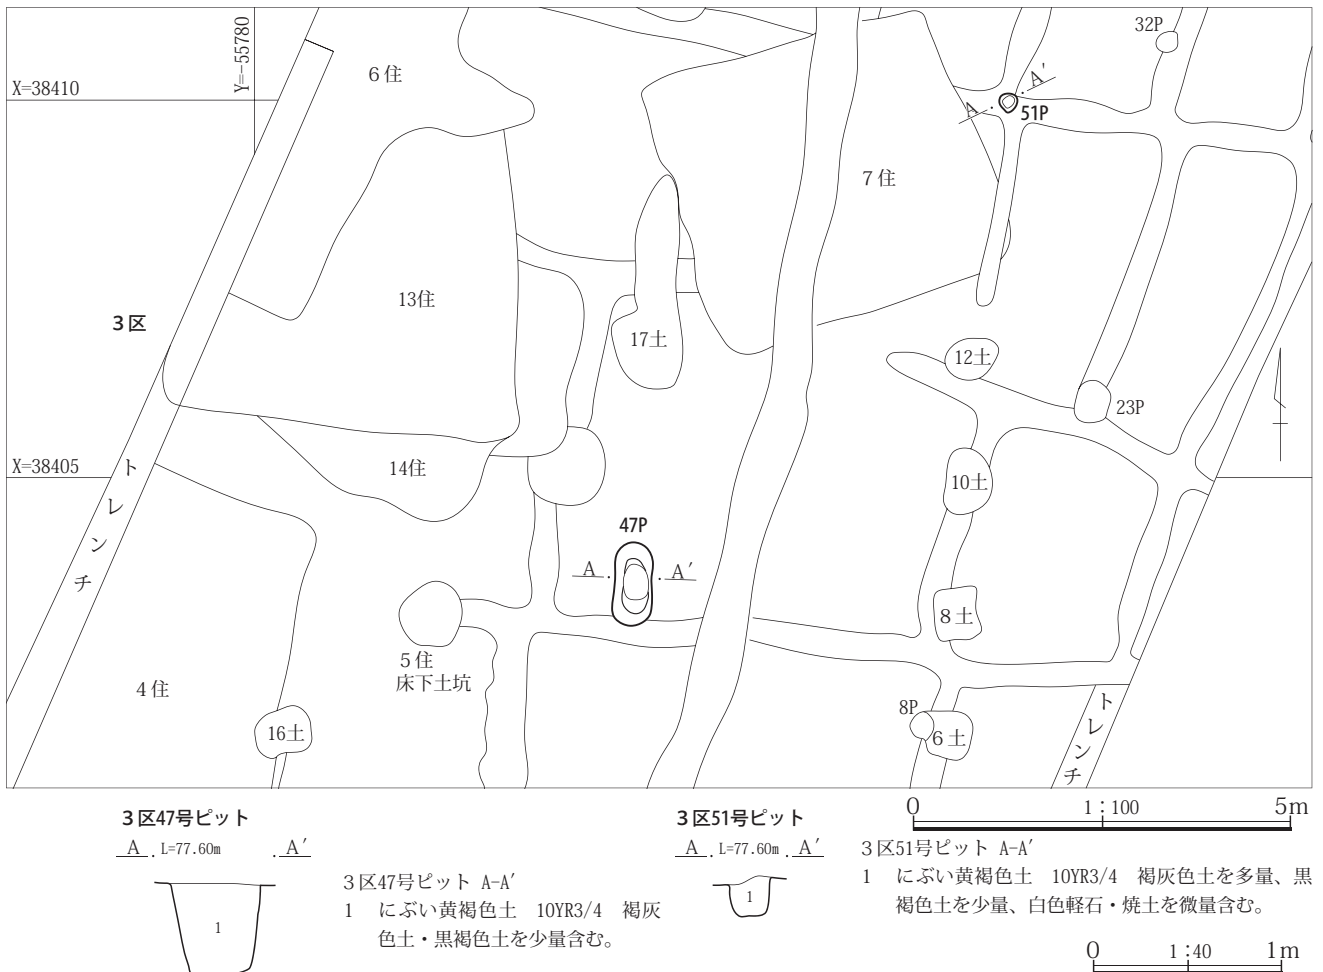 X=38410
Y=-55780
6住
32P
A
A′
51P
7住
13住
3区
17土
12土
23P
X=38405
14住
10土
47P
A
A′
トレンチ
8土
5住
床下土坑
4住
16土
8P
6土
トレンチ
3区47号ピット
A . L=77.60m . A′
1
3区47号ピット A-A′
1 にぶい黄褐色土 10YR3/4 褐灰
色土・黒褐色土を少量含む。
3区51号ピット
A . L=77.60m . A′
1
0 1:100 5m
3区51号ピット A-A′
1 にぶい黄褐色土 10YR3/4 褐灰色土を多量、黒
褐色土を少量、白色軽石・焼土を微量含む。
0 1:40 1m